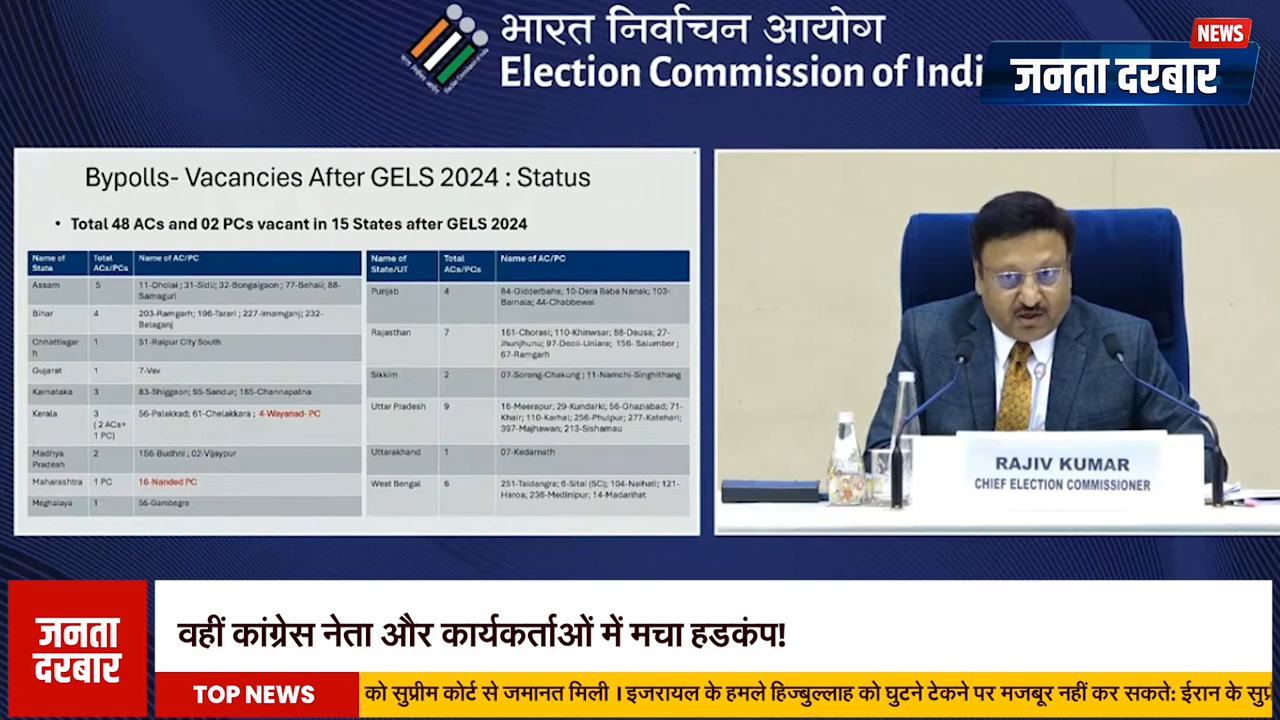 भारत निर्वाचन आयोग
Election Commission of Indi
NEWS
जनता दरबार
Bypolls- Vacancies After GELS 2024 : Status
• Total 48 ACs and 02 PCs vacant in 15 States after GELS 2024
Name of State Total ACs/PCs Name of AC/PC
Assam 5 11-Dholai ; 31-Sidli; 32-Bongaigaon ; 77-Behali; 88-
Samaguri
Bihar 4 203-Ramgarh; 196-Tarari ; 227-Imamganj; 232-
Belaganj
Chhattisgar
h 1 51-Raipur City South
Gujarat 1 7-Vav
Karnataka 3 83-Shiggaon; 95-Sandur; 185-Channapatna
Kerala 3
( 2 ACs+
1 PC) 56-Palakkad; 61-Chelakkara ; 4-Wayanad- PC
Madhya
Pradesh 2 156-Budhni ; 02-Vijaypur
Maharashtra 1 PC 16-Nanded PC
Meghalaya 1 56-Gambegre
Name of State/UT Total ACs/PCs Name of AC/PC
Punjab 4 84-Gidderbaha; 10-Dera Baba Nanak; 103-
Barnala; 44-Chabbewal
Rajasthan 7 161-Chorasi; 110-Khinwsar; 88-Dausa; 27-
Jhunjhunu; 97-Deoli-Uniara; 156- Salumber ;
67-Ramgarh
Sikkim 2 07-Soreng-Chakung ; 11-Namchi-Singhithang
Uttar Pradesh 9 16-Meerapur; 29-Kundarki; 56-Ghaziabad; 71-
Khair; 110-Karhal; 256-Phulpur; 277-Katehari;
397-Majhawan; 213-Sishamau
Uttarakhand 1 07-Kedarnath
West Bengal 6 251-Taldangra; 6-Sitai (SC); 104-Naihati; 121-
Haroa; 236-Medinipur; 14-Madarihat
RAJIV KUMAR
CHIEF ELECTION COMMISSIONER
जनता
दरबार
वहीं कांग्रेस नेता और कार्यकर्ताओं में मचा हडकंप!
TOP NEWS
को सुप्रीम कोर्ट से जमानत मिली । इजरायल के हमले हिज्बुल्लाह को घुटने टेकने पर मजबूर नहीं कर सकते: ईरान के